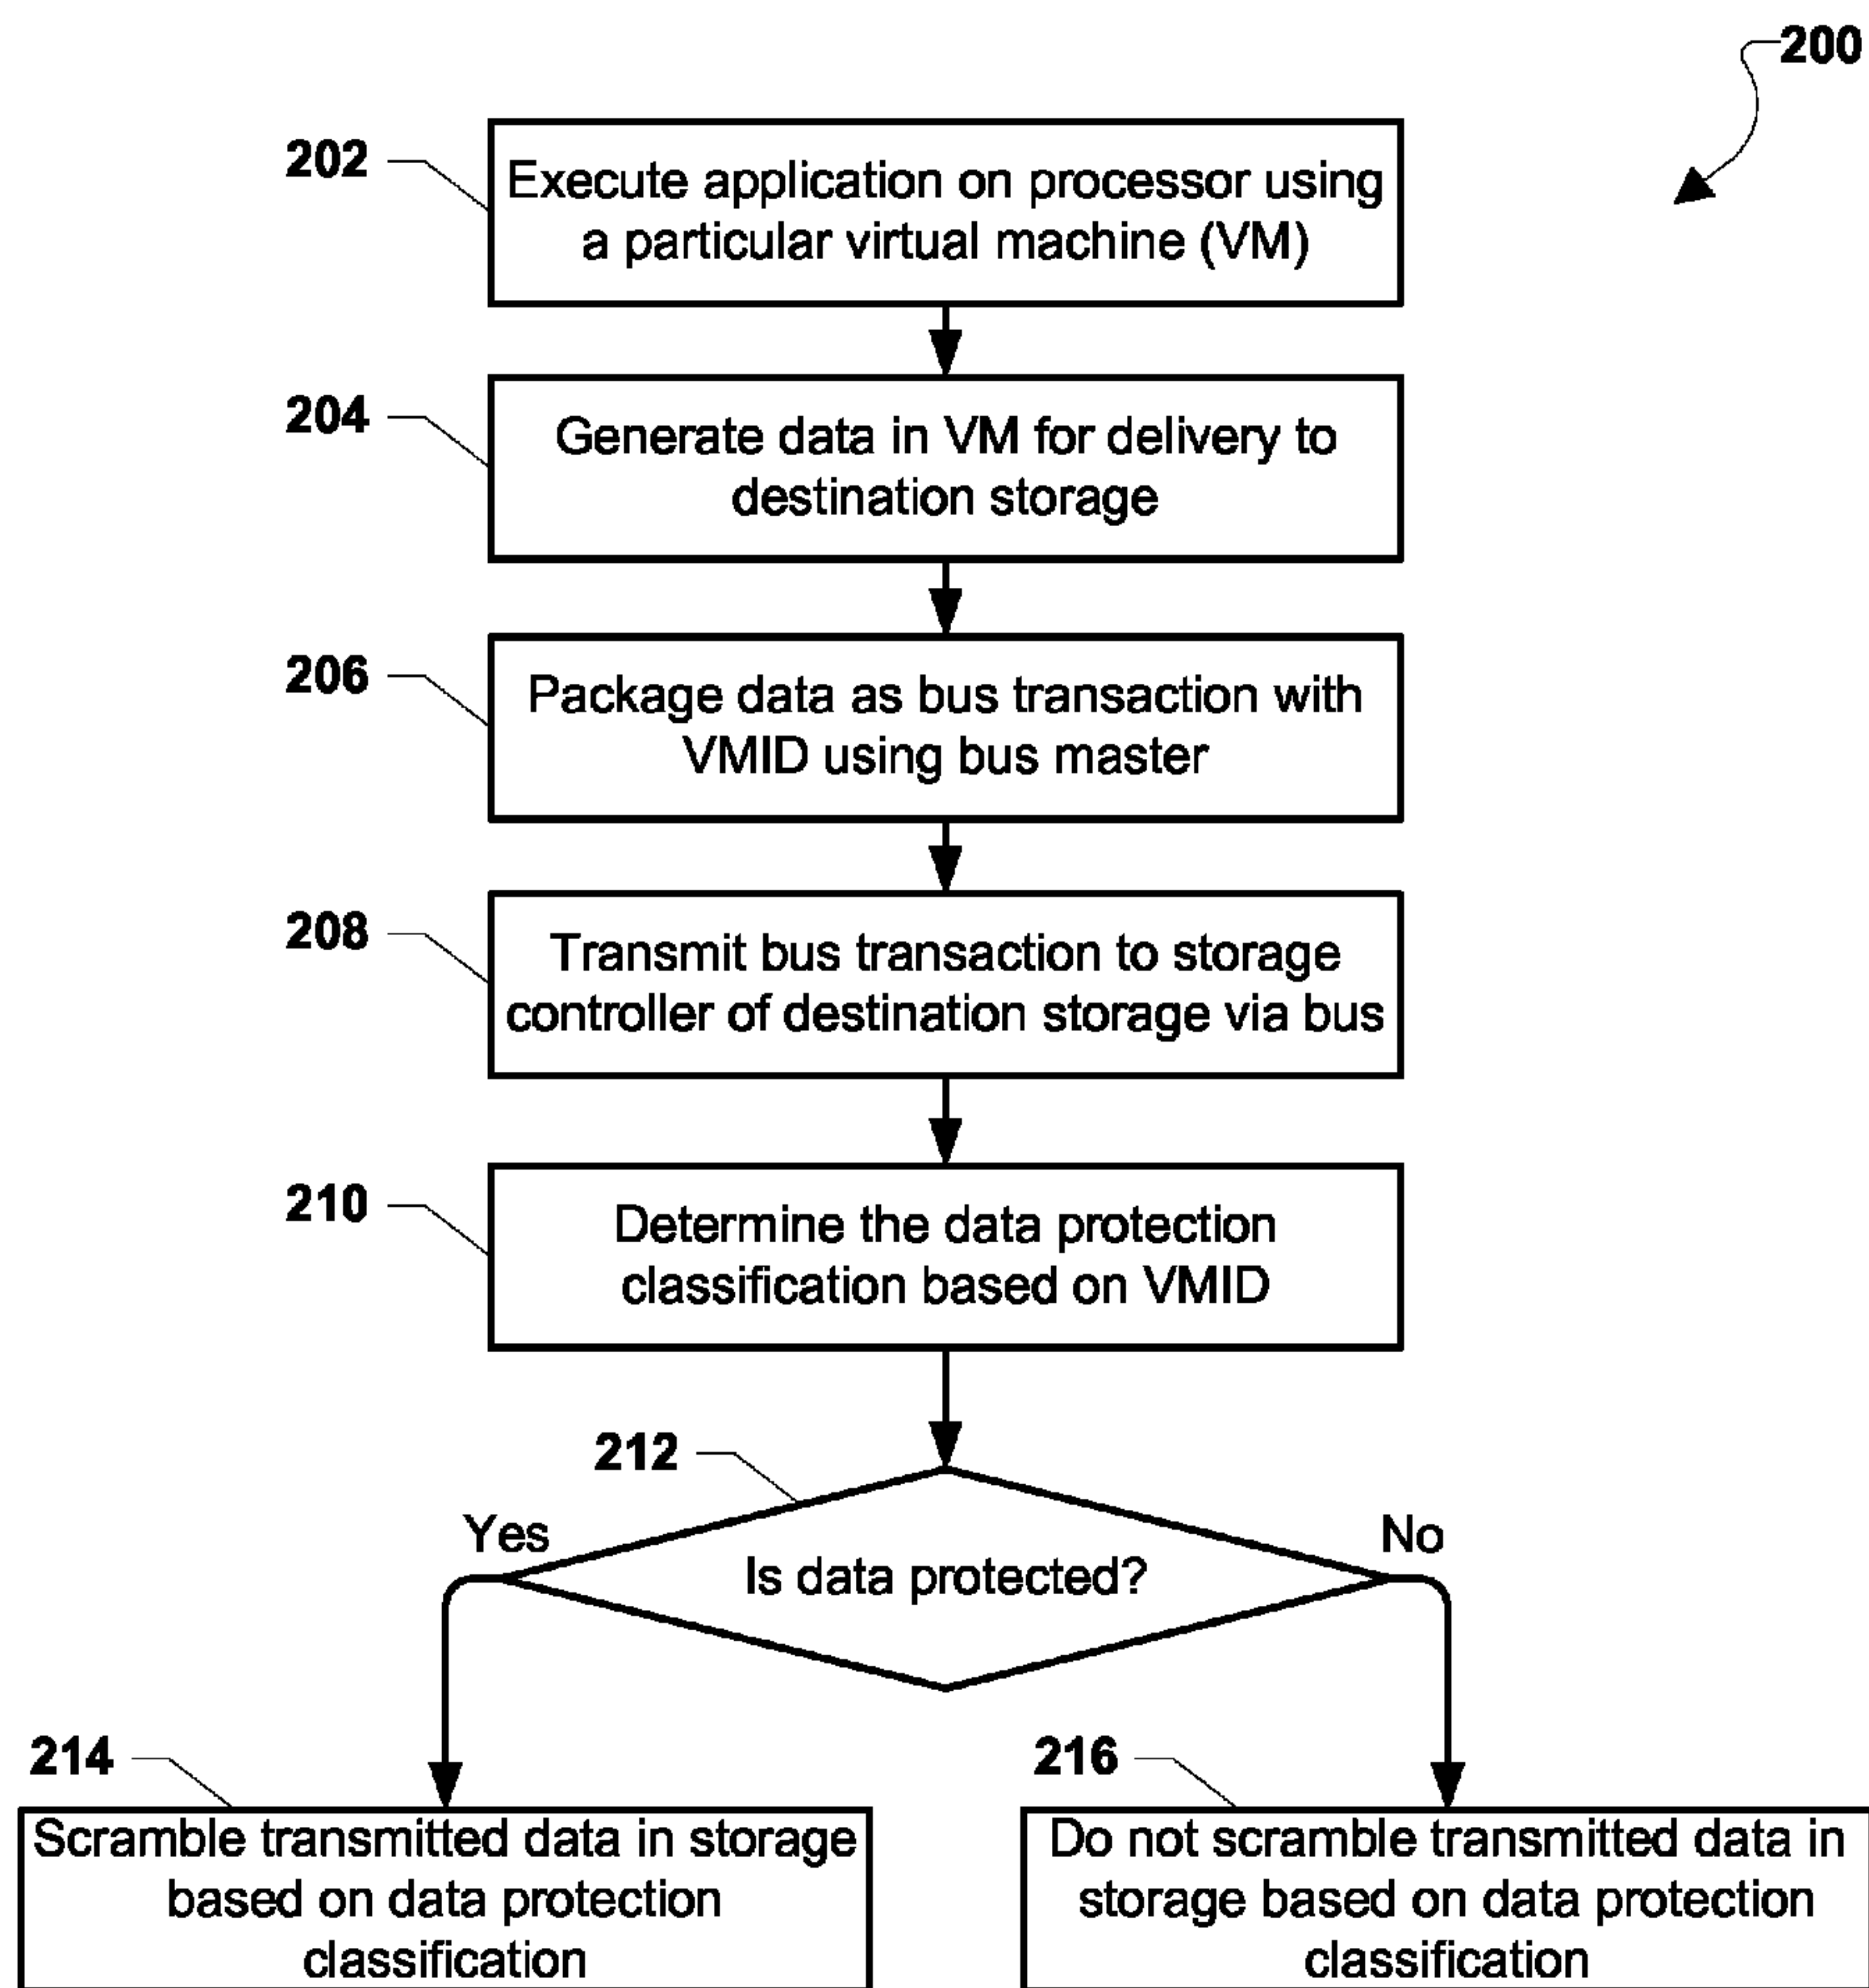 200
202
Execute application on processor using
a particular virtual machine (VM)
204
Generate data in VM for delivery to
destination storage
206
Package data as bus transaction with
VMID using bus master
208
Transmit bus transaction to storage
controller of destination storage via bus
210
Determine the data protection
classification based on VMID
212
Yes
No
Is data protected?
214
Scramble transmitted data in storage
based on data protection
classification
216
Do not scramble transmitted data in
storage based on data protection
classification